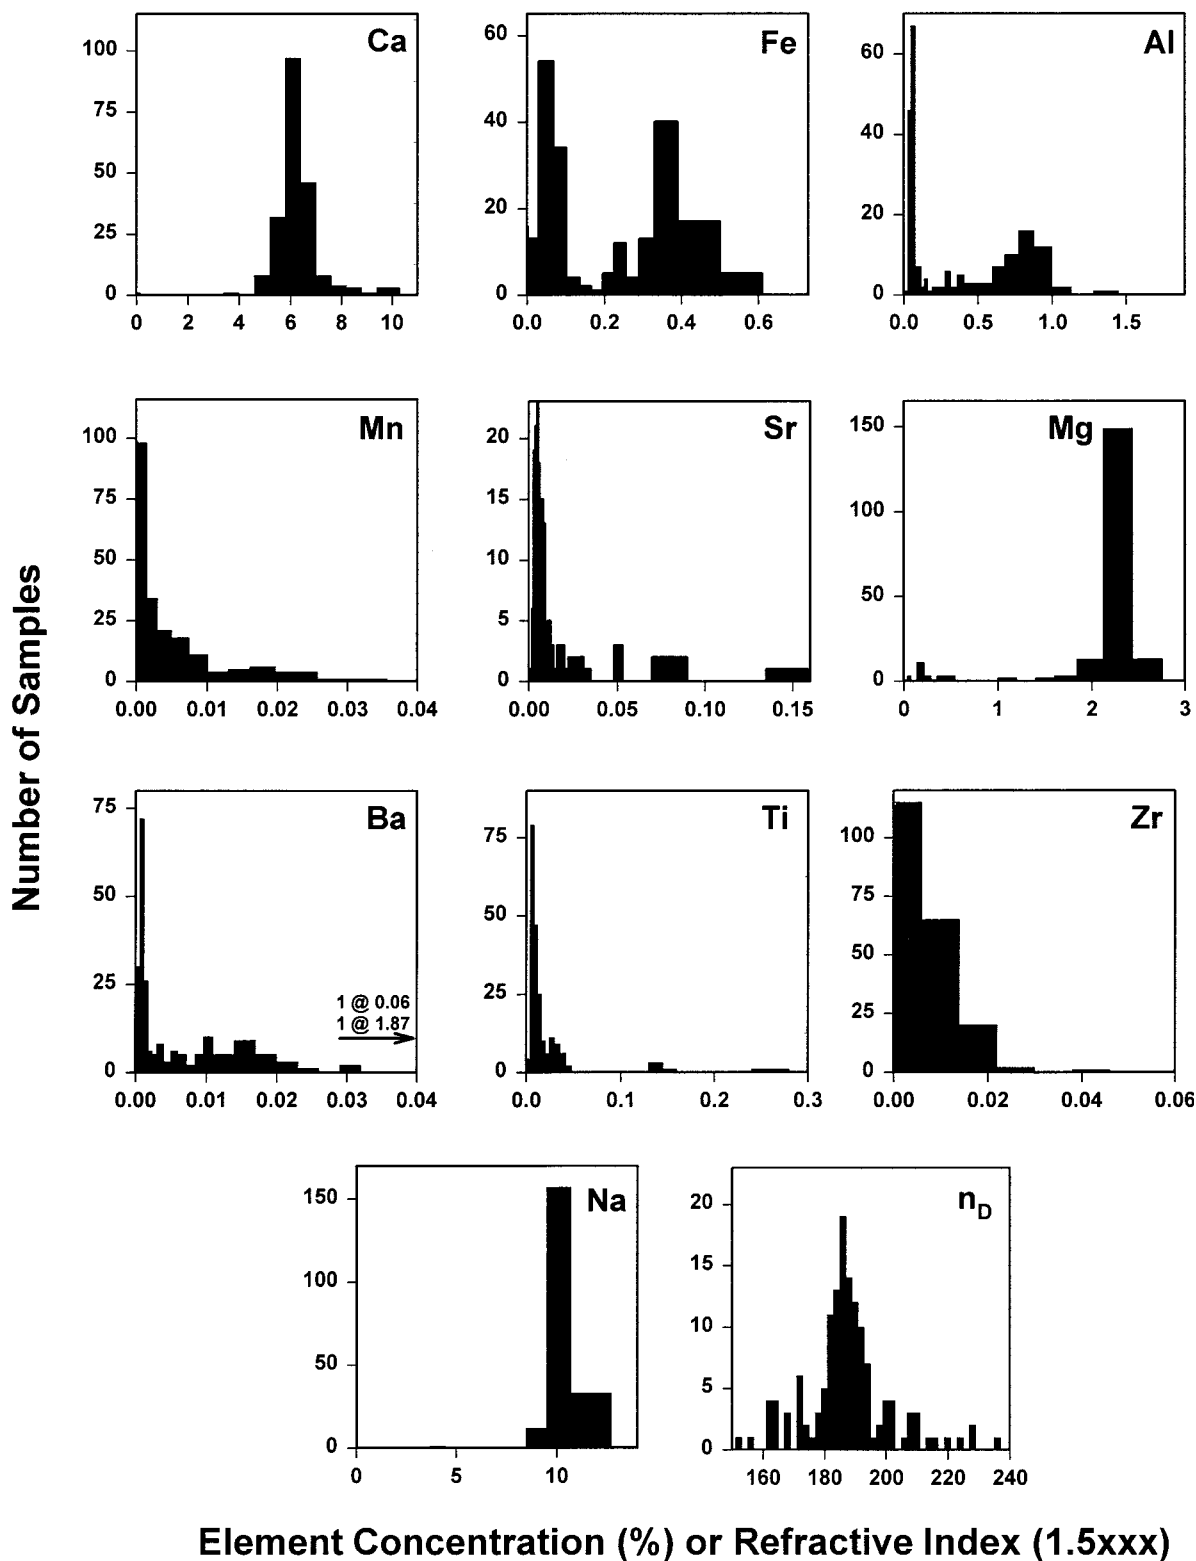 Number of Samples
Ca
100
75
50
25
0
0 2 4 6 8 10
Fe
60
40
20
0
0.0 0.2 0.4 0.6
Al
60
40
20
0
0.0 0.5 1.0 1.5
Mn
100
75
50
25
0
0.00 0.01 0.02 0.03 0.04
Sr
20
15
10
5
0
0.00 0.05 0.10 0.15
Mg
150
100
50
0
0 1 2 3
Ba
75
50
25
0
1 @ 0.06
1 @ 1.87
0.00 0.01 0.02 0.03 0.04
Ti
75
50
25
0
0.0 0.1 0.2 0.3
Zr
100
75
50
25
0
0.00 0.02 0.04 0.06
Na
150
100
50
0
0 5 10
nD
20
15
10
5
0
160 180 200 220 240
Element Concentration (%) or Refractive Index (1.5xxx)